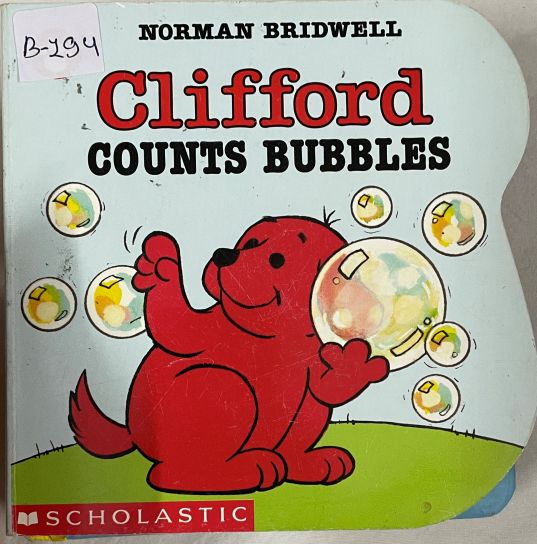 B-294
NORMAN BRIDWELL
Clifford
COUNTS BUBBLES
SCHOLASTIC